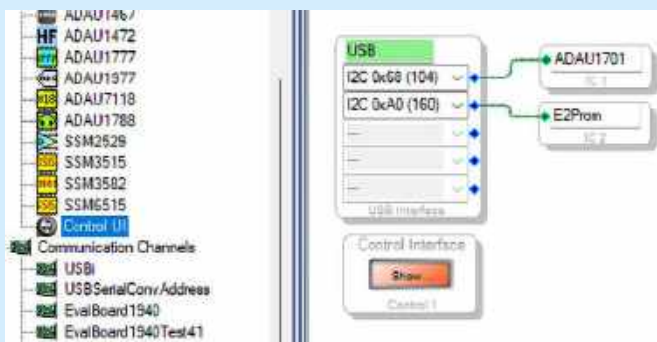 ADAU1467
HF ADAU1472
ADAU1777
ADAU1977
ADAU7118
ADAU1788
SSM2529
SSM3515
SSM3582
SSM6515
Control UI
Communication Channels
USBi
USBSerialConvAddress
EvalBoard1940
EvalBoard1940Test41
USB
I2C 0x68 (104)
I2C 0xA0 (160)
---
---
---
USB Interface
ADAU1701
IC 1
E2Prom
IC 2
Control Interface
Show
Control 1